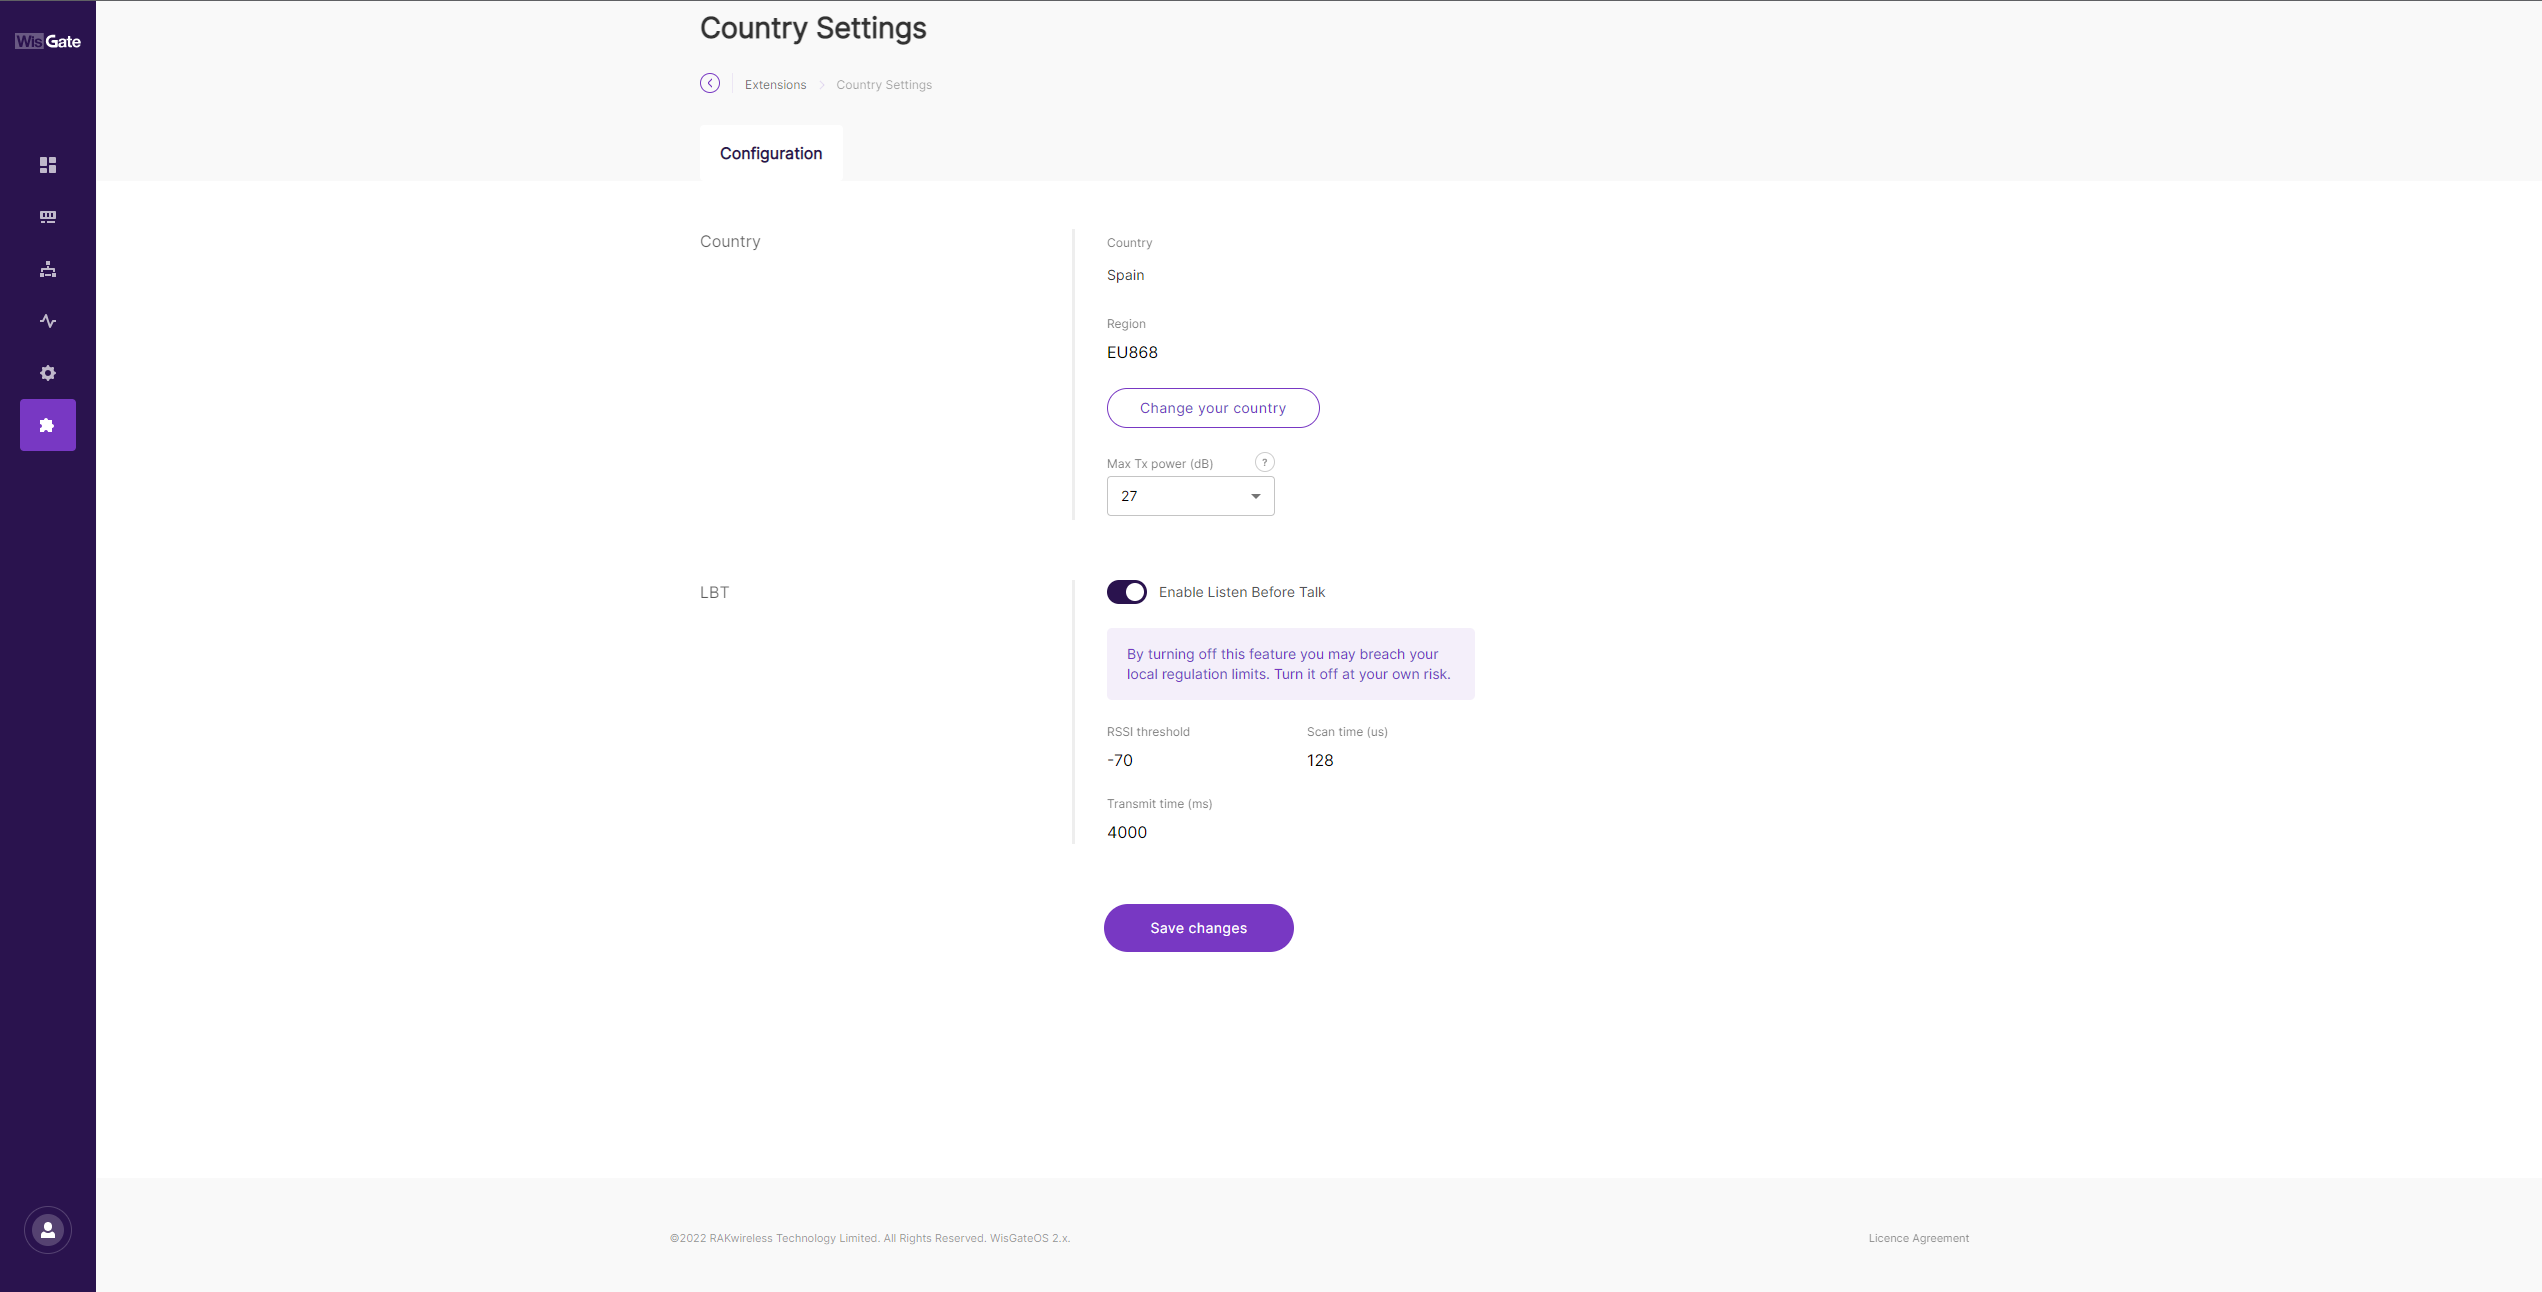 WisGate
Country Settings
Extensions
Country Settings
Configuration
Country
Country
Spain
Region
EU868
Change your country
Max Tx power (dB)
?
27
LBT
Enable Listen Before Talk
By turning off this feature you may breach your
local regulation limits. Turn it off at your own risk.
RSSI threshold
Scan time (us)
-70
128
Transmit time (ms)
4000
Save changes
©2022 RAKwireless Technology Limited. All Rights Reserved. WisGateOS 2.x.
Licence Agreement